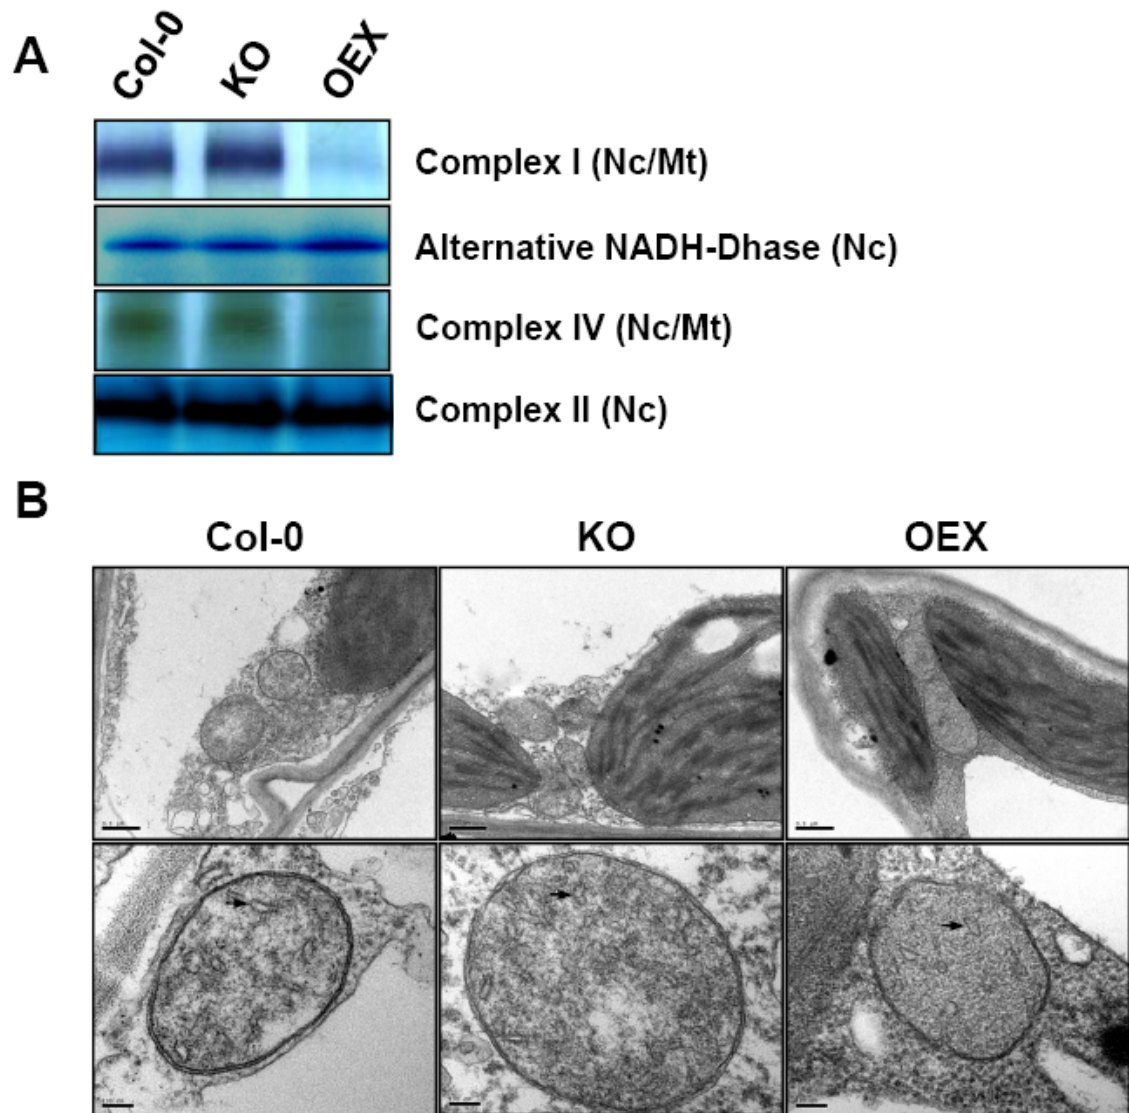 A
Col-0 KO OEX
Complex I (Nc/Mt)
Alternative NADH-Dhase (Nc)
Complex IV (Nc/Mt)
Complex II (Nc)
B
Col-0 KO OEX